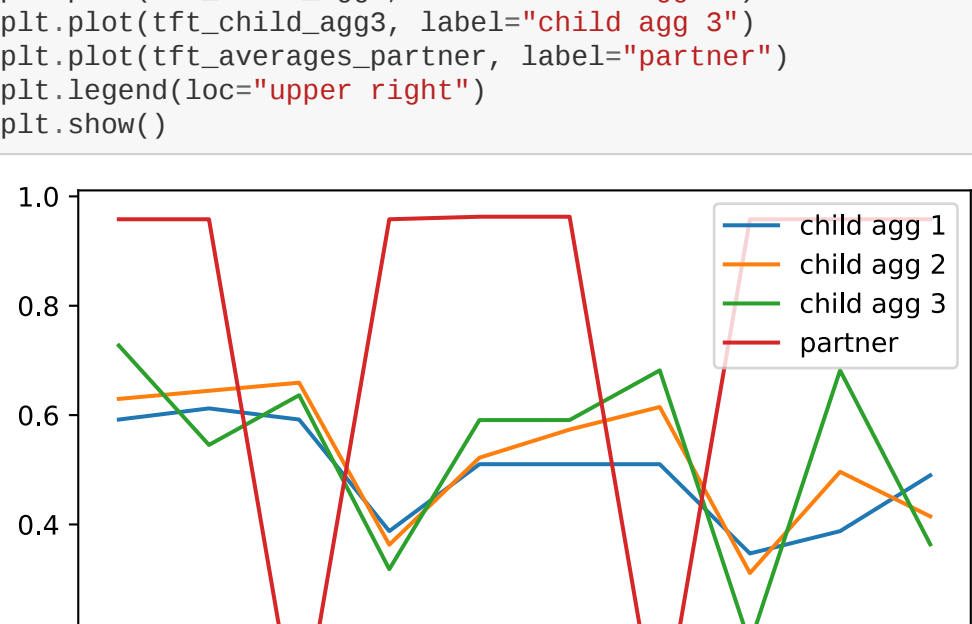 plt.plot(tft_child_agg3, label="child agg 3")
plt.plot(tft_averages_partner, label="partner")
plt.legend(loc="upper right")
plt.show()
1.0
child agg 1
child agg 2
0.8
child agg 3
partner
0.6
0.4